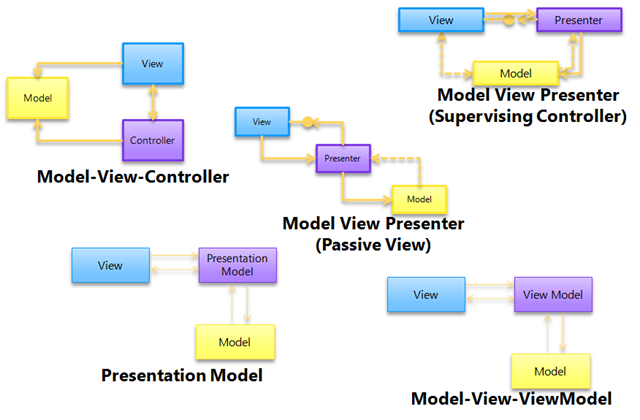 View
Presenter
Model
Model View Presenter
(Supervising Controller)
View
Model
Controller
Model-View-Controller
View
Presenter
Model
Model View Presenter
(Passive View)
View
Presentation
Model
Model
Presentation Model
View
View Model
Model
Model-View-ViewModel